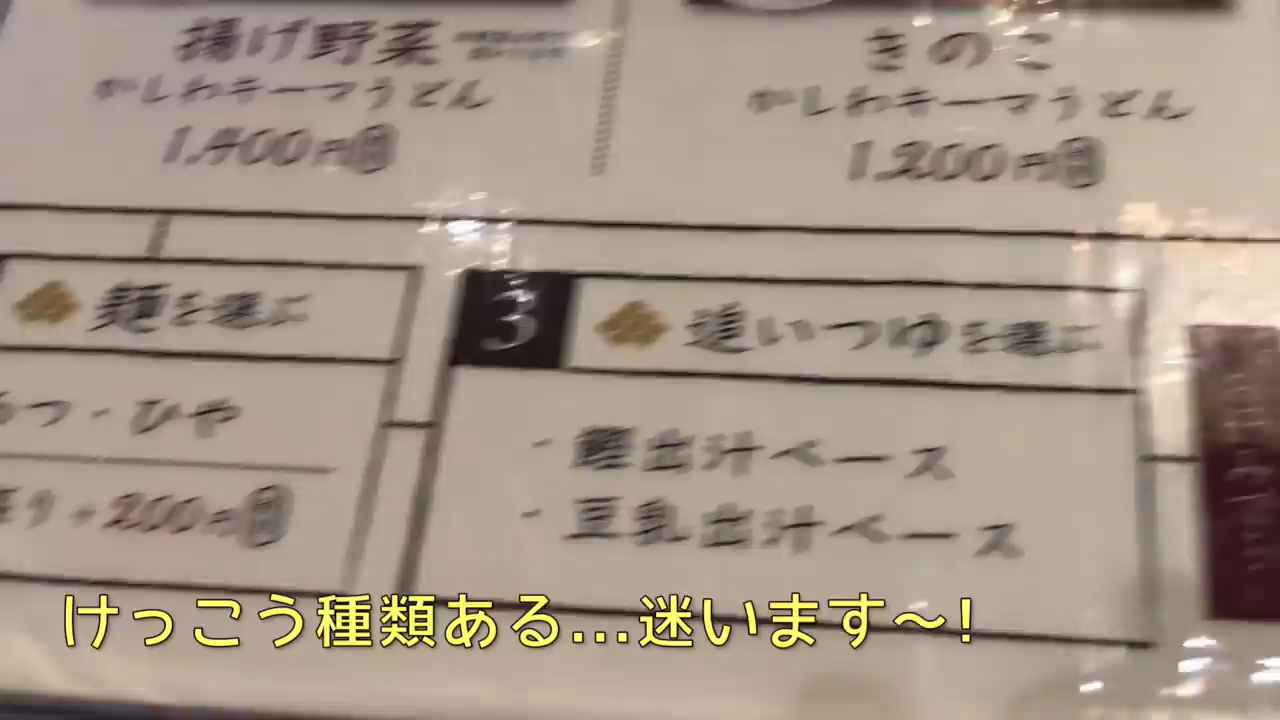 揚げ野菜
かしわキーマうどん
1,400円
きのこ
かしわキーマうどん
1,200円
麺を選ぶ
つ・ひや
り +200円
3
追いつゆを選ぶ
・鰹出汁ベース
・豆乳出汁ベース
けっこう種類ある…迷います～！